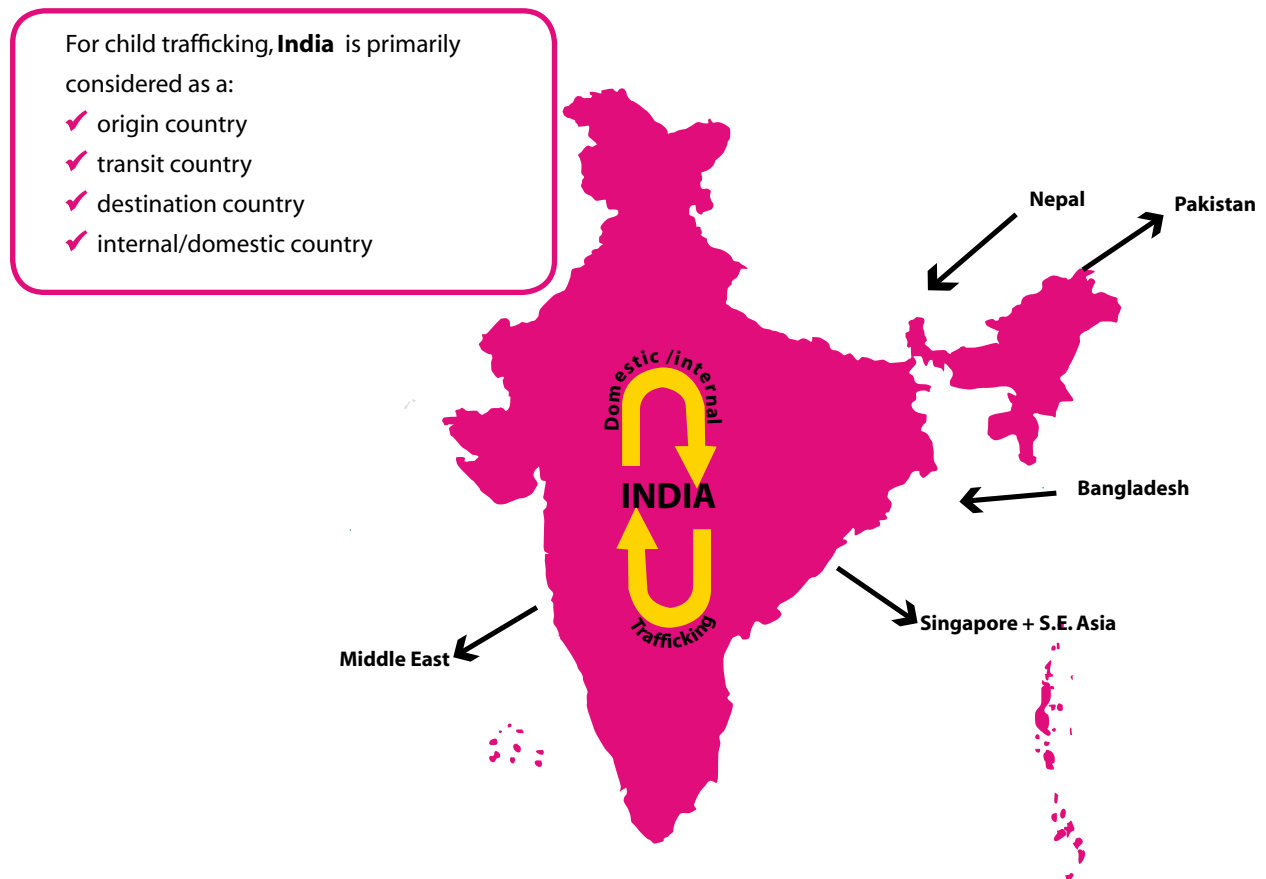 For child trafficking, India is primarily
considered as a:
✓ origin country
✓ transit country
✓ destination country
✓ internal/domestic country
Nepal
Pakistan
Domestic /internal
INDIA
Bangladesh
Trafficking
Singapore + S.E. Asia
Middle East